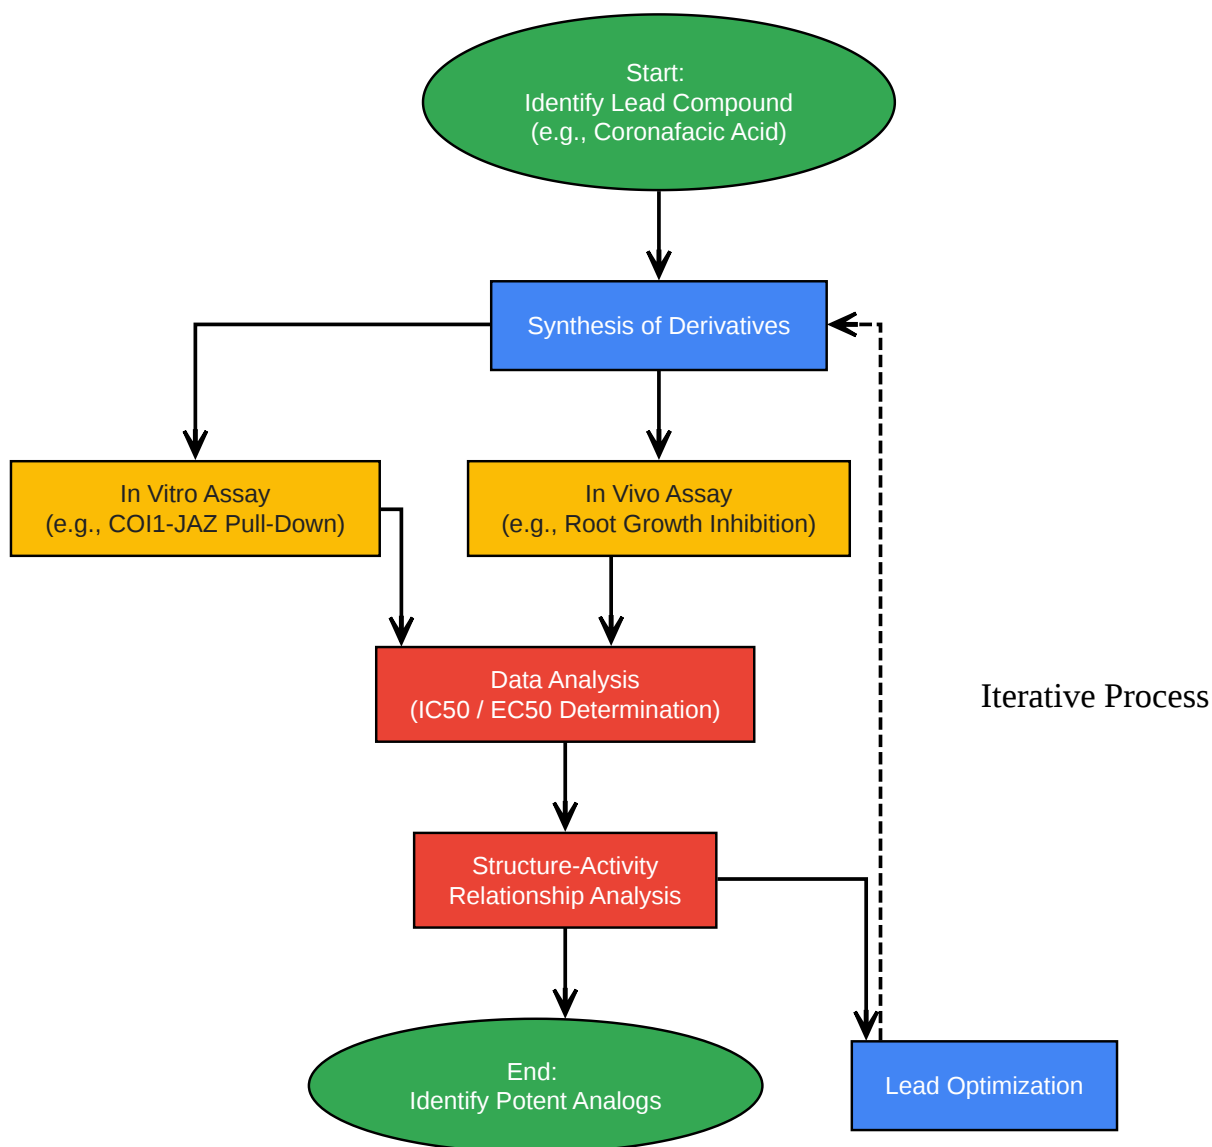 Start:
Identify Lead Compound
(e.g., Coronafacic Acid)
Synthesis of Derivatives
In Vitro Assay
(e.g., COI1-JAZ Pull-Down)
In Vivo Assay
(e.g., Root Growth Inhibition)
Data Analysis
(IC50 / EC50 Determination)
Iterative Process
Structure-Activity
Relationship Analysis
End:
Identify Potent Analogs
Lead Optimization